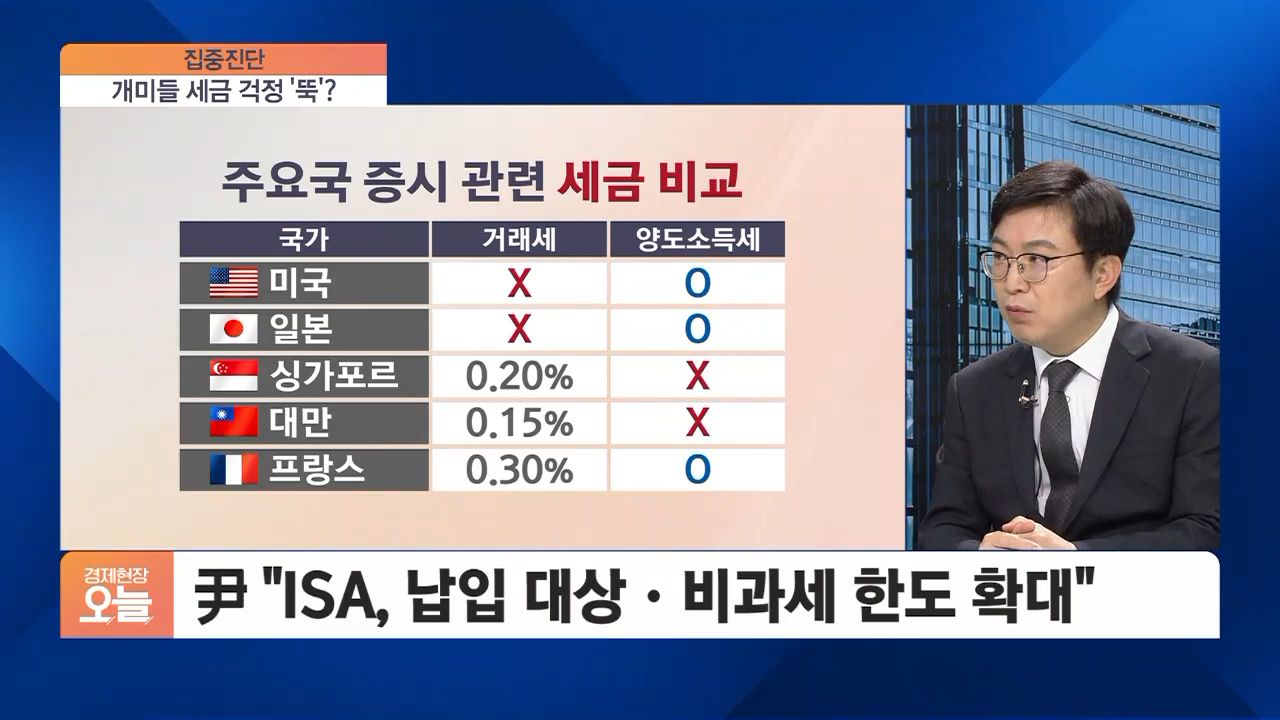 집중진단
개미들 세금 걱정 '뚝'?
주요국 증시 관련 세금 비교
국가 거래세 양도소득세
미국 X O
일본 X O
싱가포르 0.20% X
대만 0.15% X
프랑스 0.30% O
경제현장
오늘
尹 "ISA, 납입 대상·비과세 한도 확대"